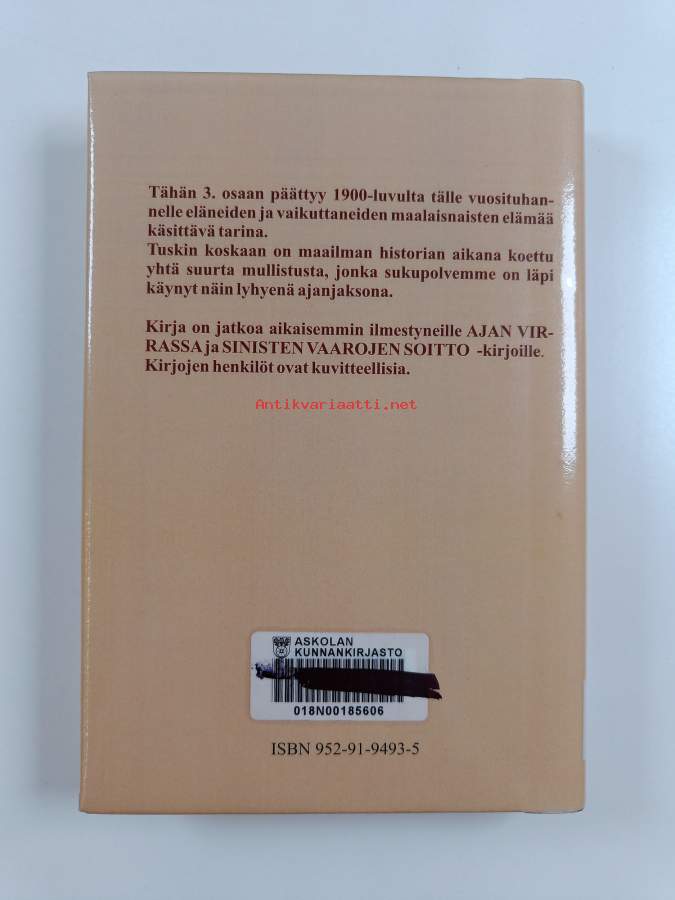 Tähän 3. osaan päättyy 1900-luvulta tälle vuosituhan-
nelle eläneiden ja vaikuttaneiden maalaisnaisten elämää
käsittävä tarina.
Tuskin koskaan on maailman historian aikana koettu
yhtä suurta mullistusta, jonka sukupolvemme on läpi
käynyt näin lyhyenä ajanjaksona.
Kirja on jatkoa aikaisemmin ilmestyneille AJAN VIR-
RASSA ja SINISTEN VAAROJEN SOITTO -kirjoille.
Kirjojen henkilöt ovat kuvitteellisia.
Antikvariaatti.net
ASKOLAN
KUNNANKIRJASTO
018N00185606
ISBN 952-91-9493-5